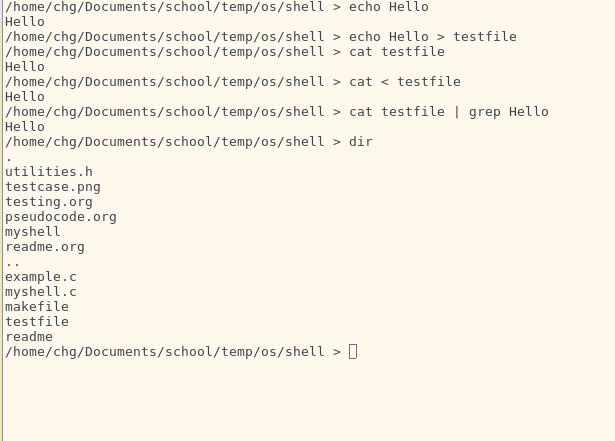 /home/chg/Documents/school/temp/os/shell > echo Hello
Hello
/home/chg/Documents/school/temp/os/shell > echo Hello > testfile
/home/chg/Documents/school/temp/os/shell > cat testfile
Hello
/home/chg/Documents/school/temp/os/shell > cat < testfile
Hello
/home/chg/Documents/school/temp/os/shell > cat testfile | grep Hello
Hello
/home/chg/Documents/school/temp/os/shell > dir
.
utilities.h
testcase.png
testing.org
pseudocode.org
myshell
readme.org
..
example.c
myshell.c
makefile
testfile
readme
/home/chg/Documents/school/temp/os/shell >